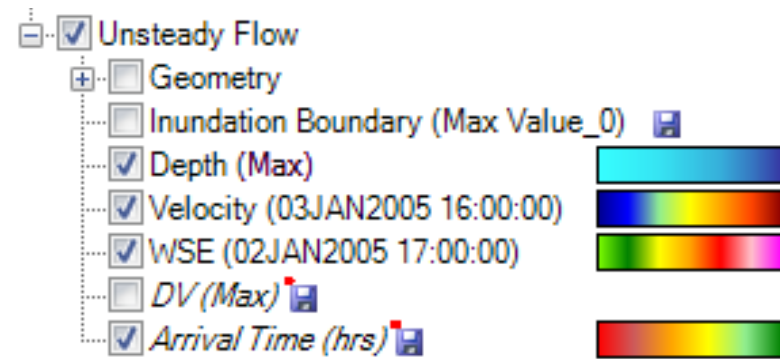 Unsteady Flow
Geometry
Inundation Boundary (Max Value_0)
Depth (Max)
Velocity (03JAN2005 16:00:00)
WSE (02JAN2005 17:00:00)
DV (Max)
Arrival Time (hrs)